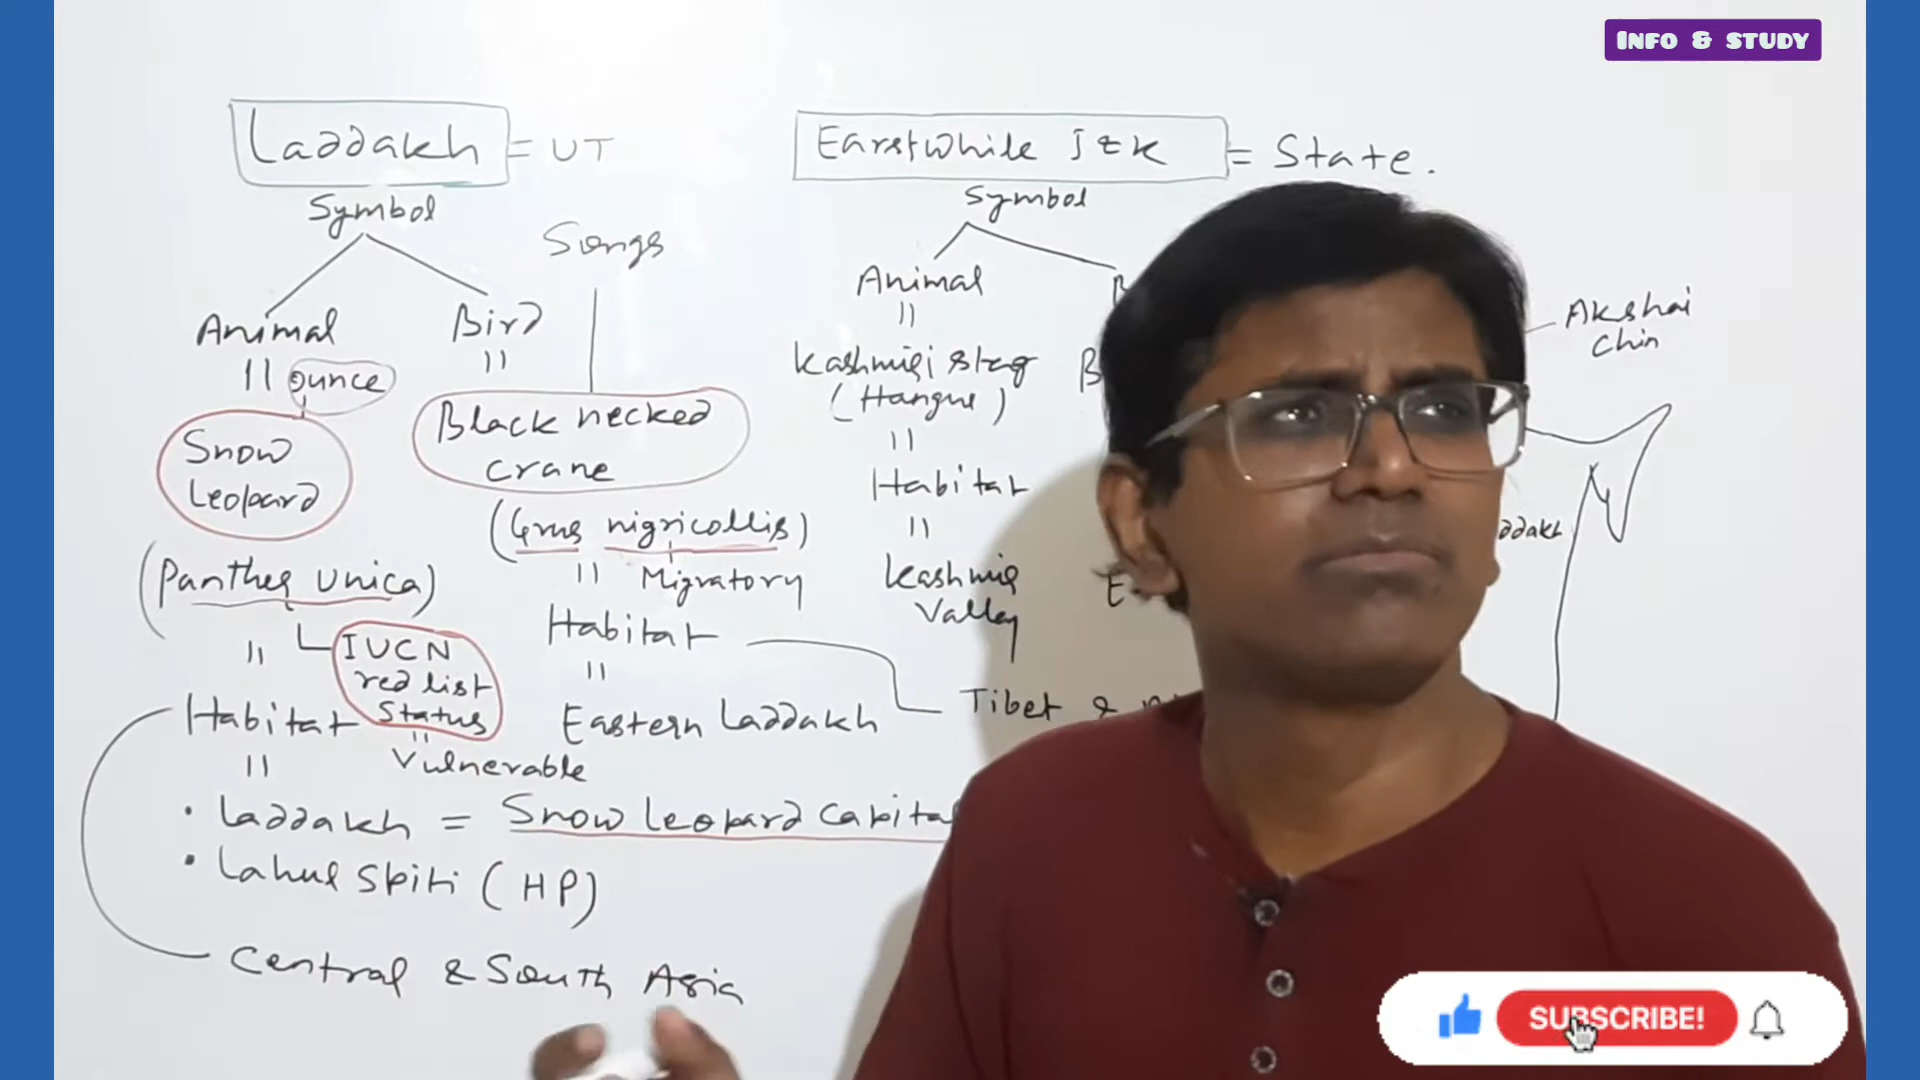 INFO & STUDY
Laddakh = UT
Symbol
Songs
Animal
Bird
ounce
Snow
Leopard
Black necked
crane
(Panther Unica)
(Grus nigricollis)
Migratory
IUCN
red list
Status
Vulnerable
Habitat
Habitat
Eastern Laddakh
Tibet &
• Laddakh = Snow Leopard Capital
• Lahul Spiti (HP)
Central & South Asia
Earstwhile J&K = State.
Symbol
Animal
Kashmiri Stag
(Hangue)
Habitat
Kashmir
Valley
Akshai
Chin
SUBSCRIBE!